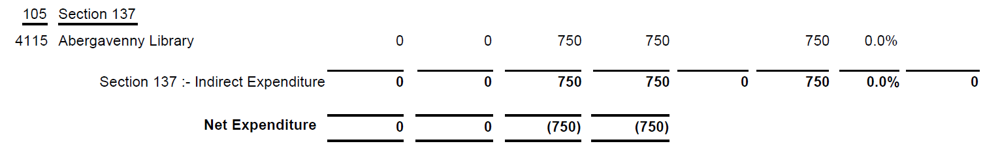 105 Section 137
4115 Abergavenny Library 0 0 750 750 750 0.0%
Section 137 :- Indirect Expenditure 0 0 750 750 0 750 0.0% 0
Net Expenditure 0 0 (750) (750)